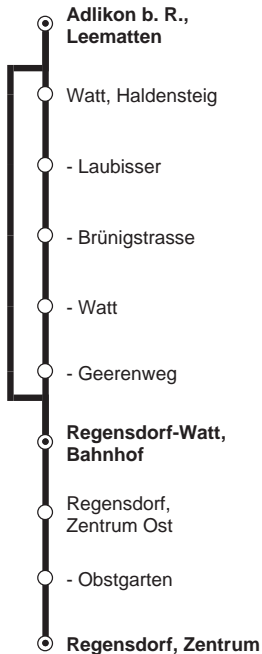 Adlikon b. R.,
Leematten
Watt, Haldensteig
- Laubisser
- Brünigstrasse
- Watt
- Geerenweg
Regensdorf-Watt,
Bahnhof
Regensdorf,
Zentrum Ost
- Obstgarten
Regensdorf, Zentrum